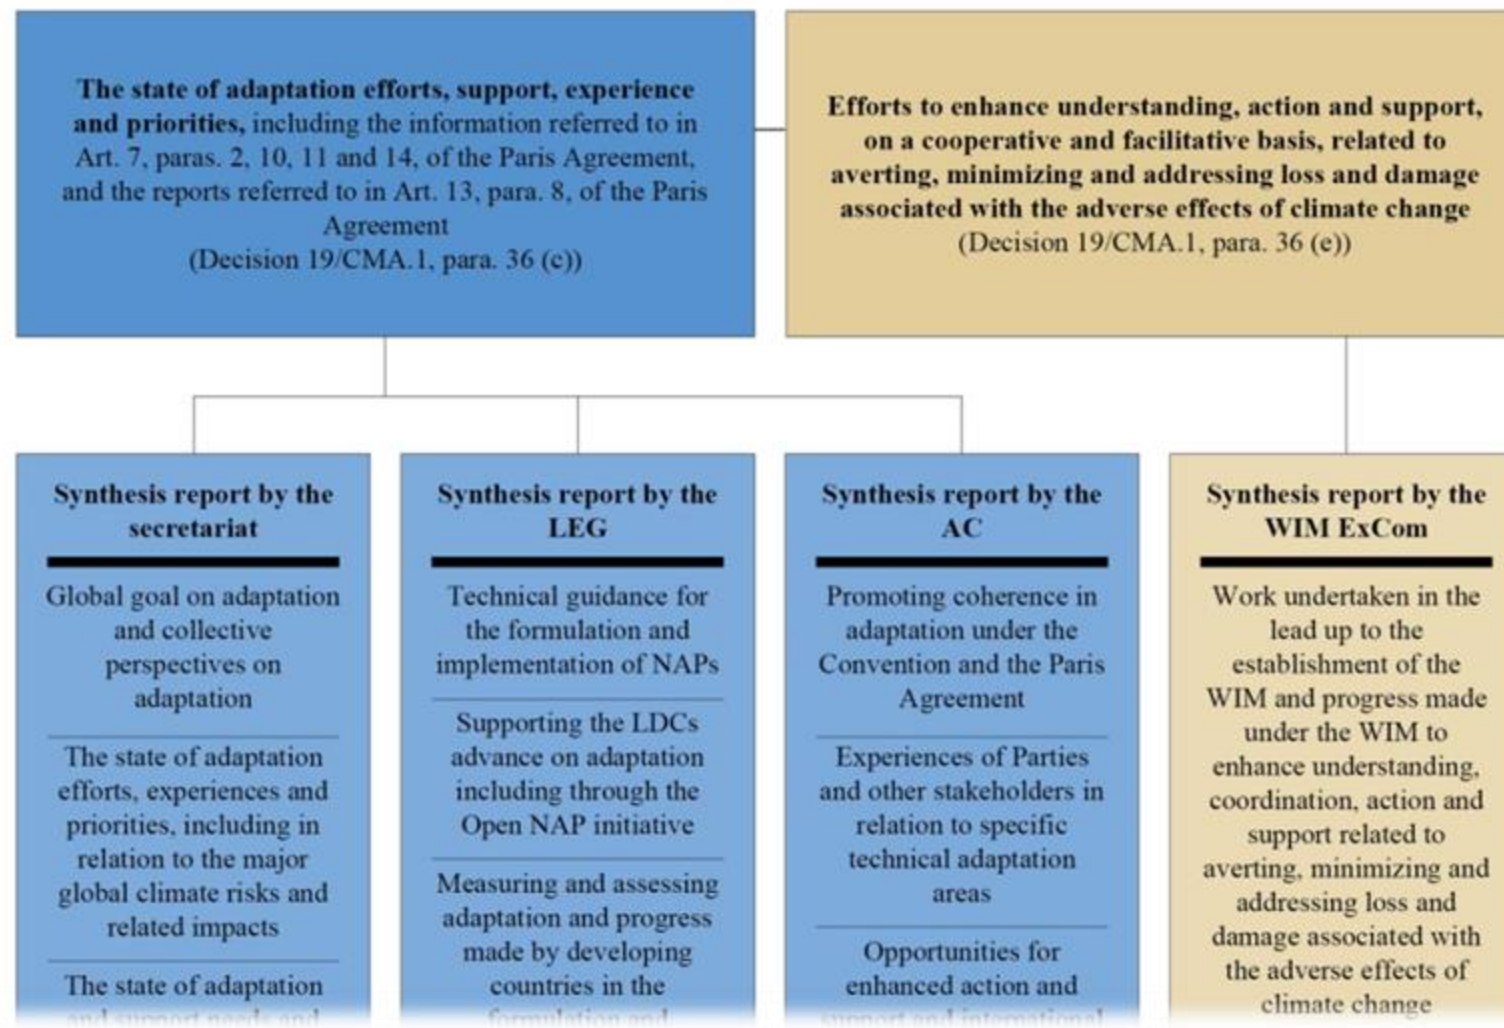 The state of adaptation efforts, support, experience
and priorities, including the information referred to in
Art. 7, paras. 2, 10, 11 and 14, of the Paris Agreement,
and the reports referred to in Art. 13, para. 8, of the Paris
Agreement
(Decision 19/CMA.1, para. 36 (c))
Efforts to enhance understanding, action and support,
on a cooperative and facilitative basis, related to
averting, minimizing and addressing loss and damage
associated with the adverse effects of climate change
(Decision 19/CMA.1, para. 36 (e))
Synthesis report by the
secretariat
Global goal on adaptation
and collective
perspectives on
adaptation
The state of adaptation
efforts, experiences and
priorities, including in
relation to the major
global climate risks and
related impacts
The state of adaptation
and support needs and
Synthesis report by the
LEG
Technical guidance for
the formulation and
implementation of NAPs
Supporting the LDCs
advance on adaptation
including through the
Open NAP initiative
Measuring and assessing
adaptation and progress
made by developing
countries in the
formulation and
Synthesis report by the
AC
Promoting coherence in
adaptation under the
Convention and the Paris
Agreement
Experiences of Parties
and other stakeholders in
relation to specific
technical adaptation
areas
Opportunities for
enhanced action and
support and international
Synthesis report by the
WIM ExCom
Work undertaken in the
lead up to the
establishment of the
WIM and progress made
under the WIM to
enhance understanding,
coordination, action and
support related to
averting, minimizing and
addressing loss and
damage associated with
the adverse effects of
climate change